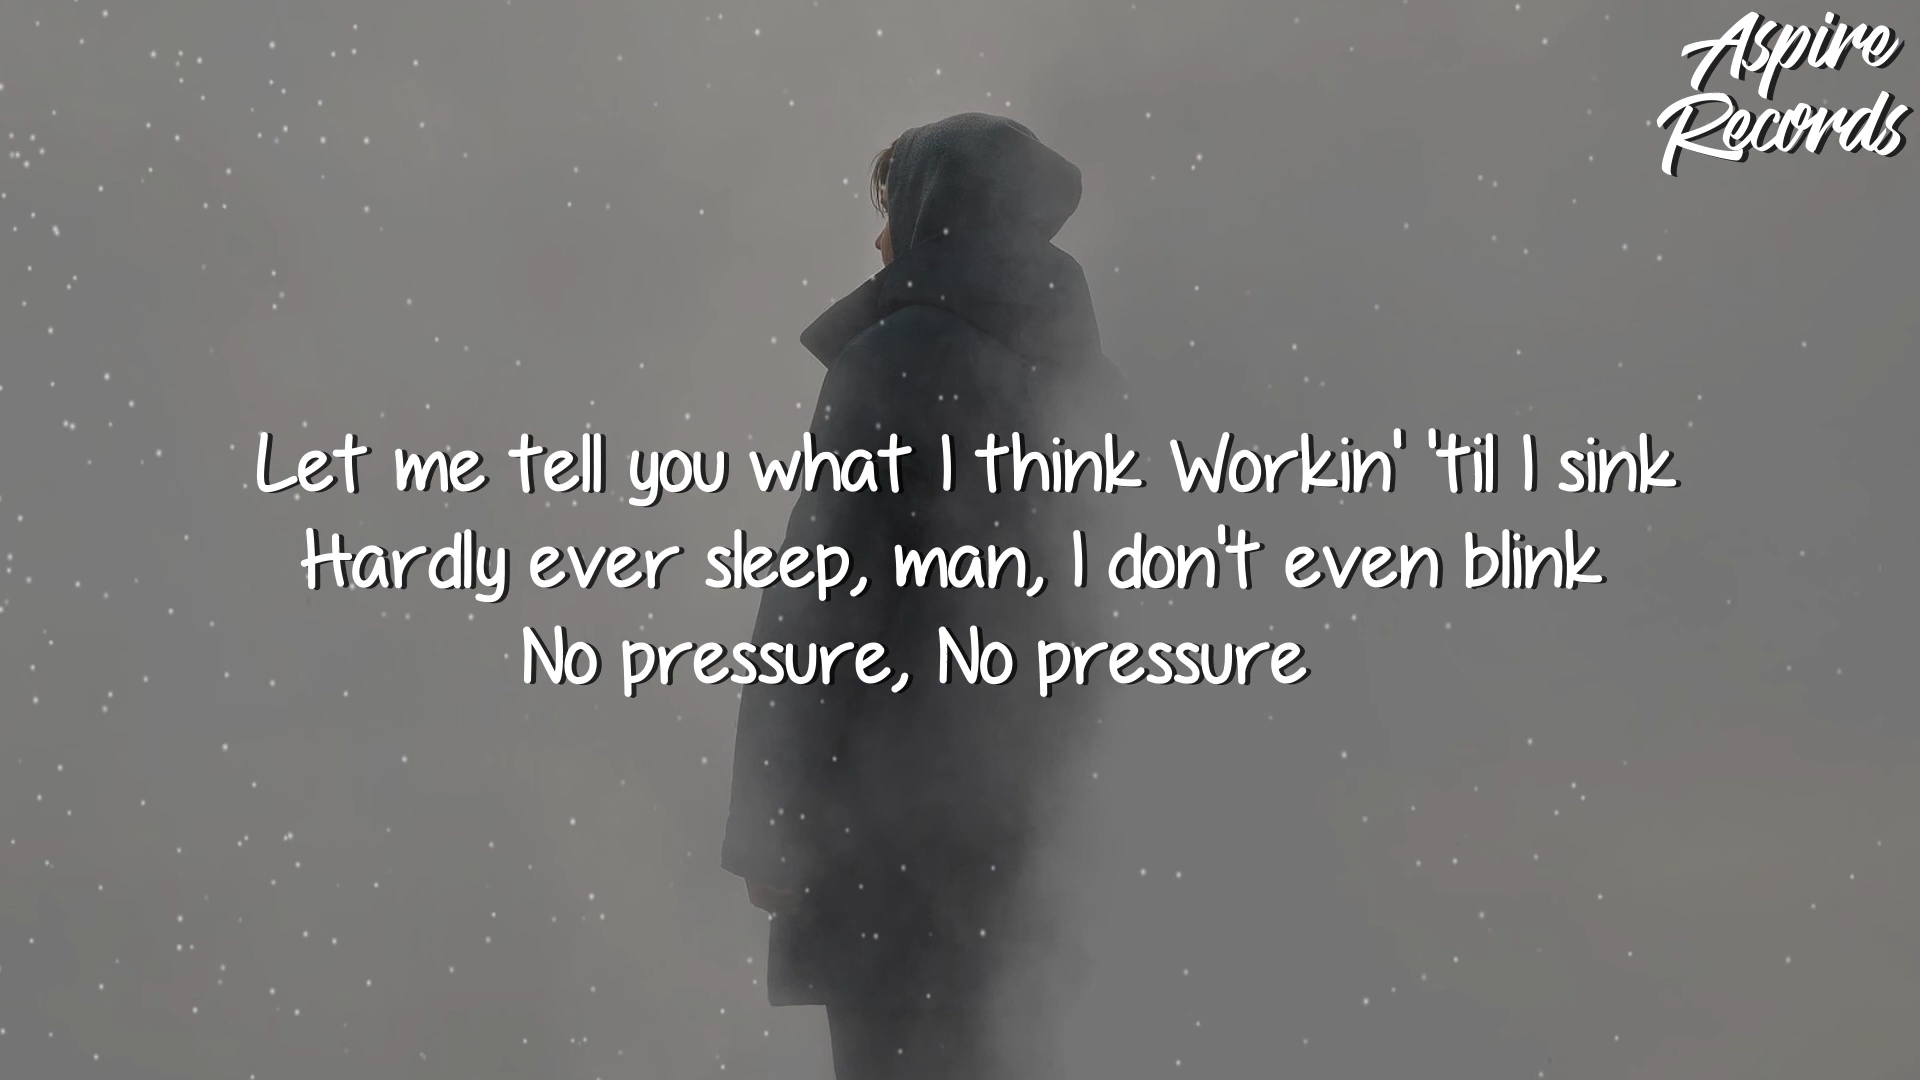 Aspire
Records
Let me tell you what I think Workin' 'til I sink
Hardly ever sleep, man, I don't even blink
No pressure, No pressure